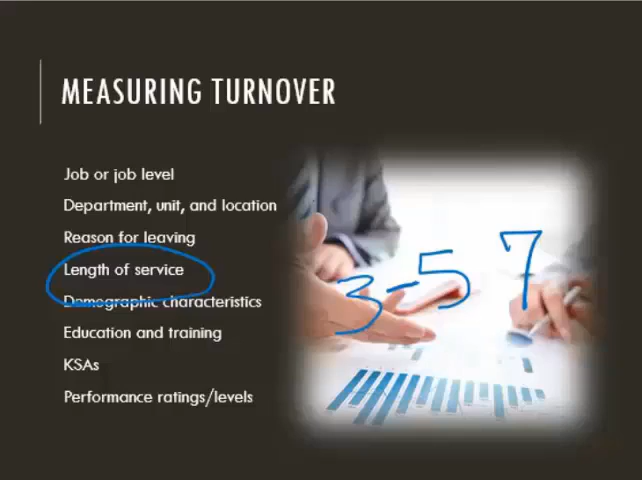 MEASURING TURNOVER
Job or job level
Department, unit, and location
Reason for leaving
Length of service
Demographic characteristics
Education and training
KSAs
Performance ratings/levels
3-5 7